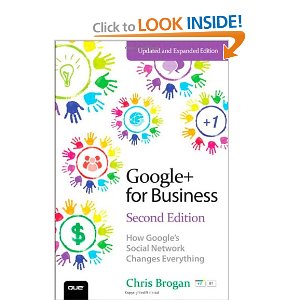 Click to LOOK INSIDE!
Updated and Expanded Edition
+1
Google+
for Business
Second Edition
How Google's
Social Network
Changes Everything
Chris Brogan
que
$